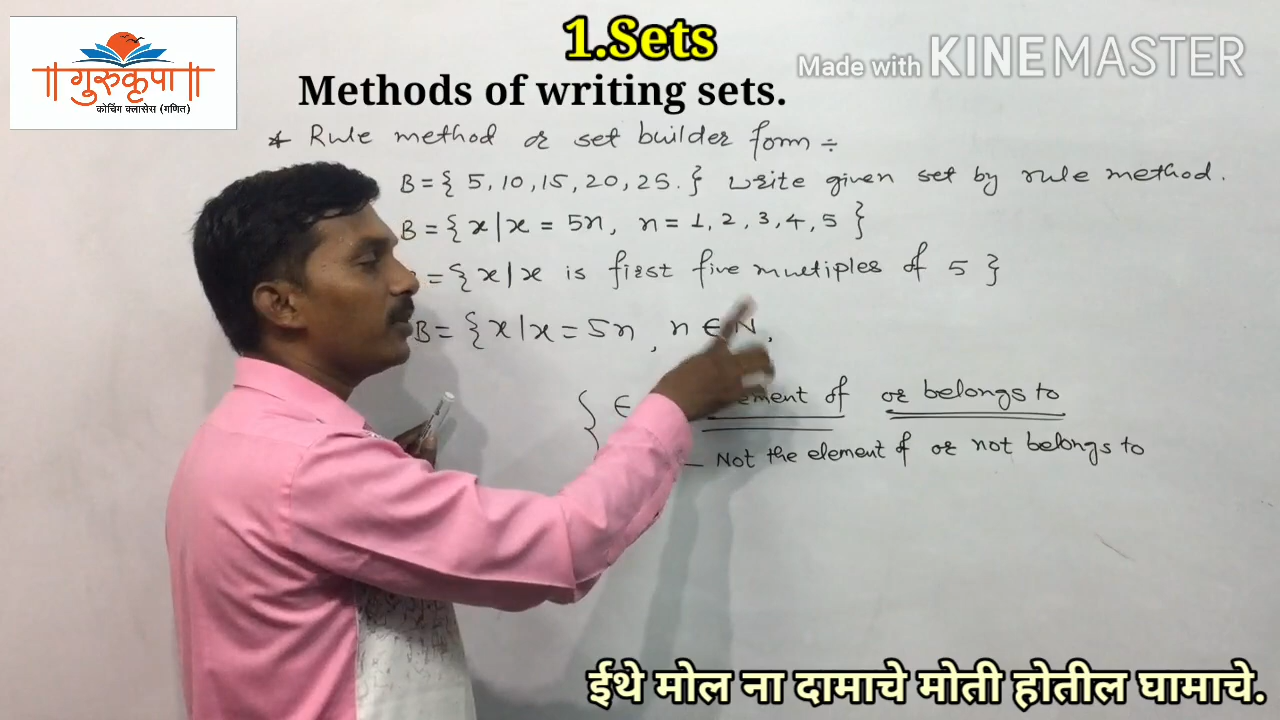 1.Sets
Made with KINEMASTER
॥ गुरुकृपा ॥
कोचिंग क्लासेस (गणित)
Methods of writing sets.
* Rule method or set builder form ÷
B = { 5, 10, 15, 20, 25. } write given set by rule method.
B = { x | x = 5n, n = 1, 2, 3, 4, 5 }
= { x | x is first five multiples of 5 }
B = { x | x = 5n, n ∈ N,
{ ∈ element of or belongs to
— Not the element of or not belongs to
ईथे मोल ना दामाचे मोती होतील घामाचे.